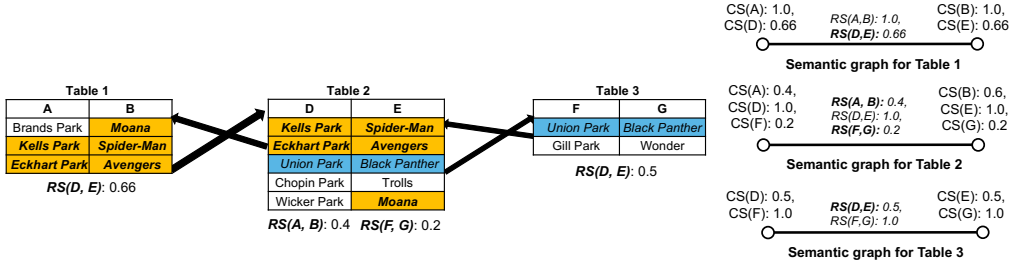 Table 1
A B
Brands Park Moana
Kells Park Spider-Man
Eckhart Park Avengers
RS(D, E): 0.66
Table 2
D E
Kells Park Spider-Man
Eckhart Park Avengers
Union Park Black Panther
Chopin Park Trolls
Wicker Park Moana
RS(A, B): 0.4 RS(F, G): 0.2
Table 3
F G
Union Park Black Panther
Gill Park Wonder
RS(D, E): 0.5
CS(A): 1.0,
CS(D): 0.66
RS(A,B): 1.0,
RS(D,E): 0.66
CS(B): 1.0,
CS(E): 0.66
Semantic graph for Table 1
CS(A): 0.4,
CS(D): 1.0,
CS(F): 0.2
RS(A, B): 0.4,
RS(D,E): 1.0,
RS(F,G): 0.2
CS(B): 0.6,
CS(E): 1.0,
CS(G): 0.2
Semantic graph for Table 2
CS(D): 0.5,
CS(F): 1.0
RS(D,E): 0.5,
RS(F,G): 1.0
CS(E): 0.5,
CS(G): 1.0
Semantic graph for Table 3